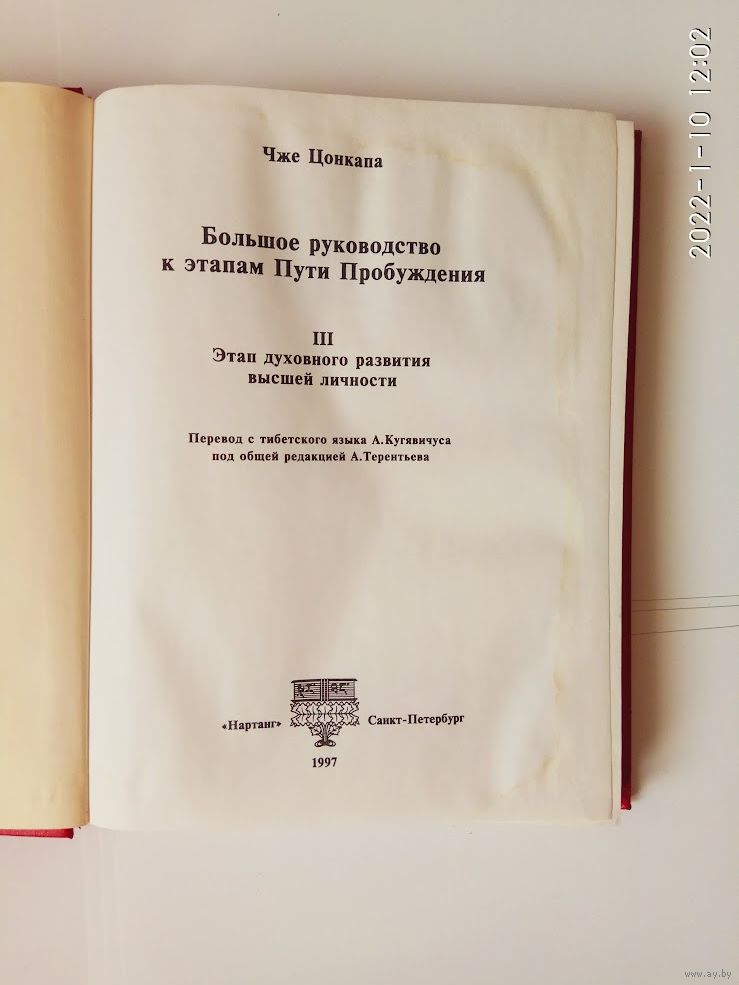 Чже Цонкапа
Большое руководство
к этапам Пути Пробуждения
III
Этап духовного развития
высшей личности
Перевод с тибетского языка А.Кугявичуса
под общей редакцией А.Терентьева
«Нартанг» Санкт-Петербург
1997
2022-1-10 12:02
www.ay.by